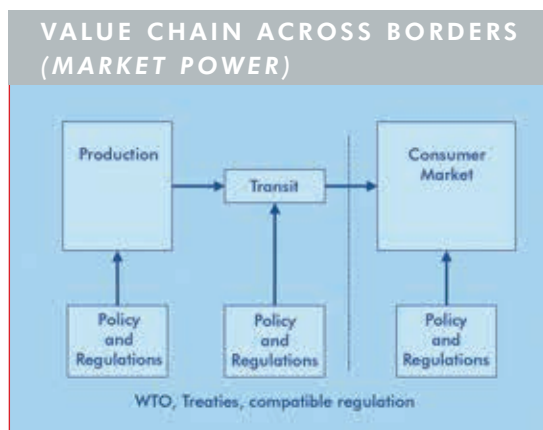 VALUE CHAIN ACROSS BORDERS
(MARKET POWER)
Production
Transit
Consumer
Market
Policy
and
Regulations
Policy
and
Regulations
Policy
and
Regulations
WTO, Treaties, compatible regulation